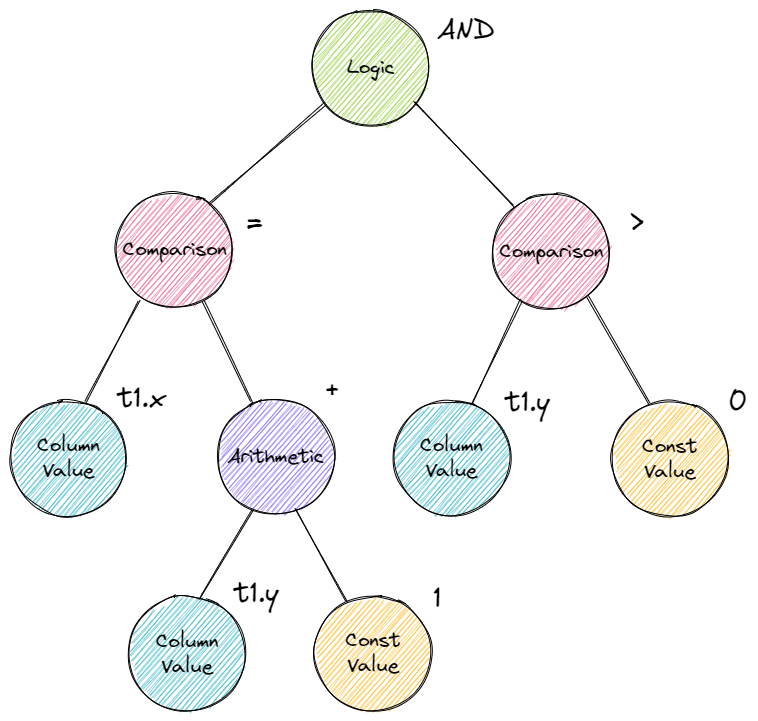 AND
Logic
=
>
Comparison
Comparison
t1.x
+
t1.y
0
Column
Value
Arithmetic
Column
Value
Const
Value
t1.y
1
Column
Value
Const
Value